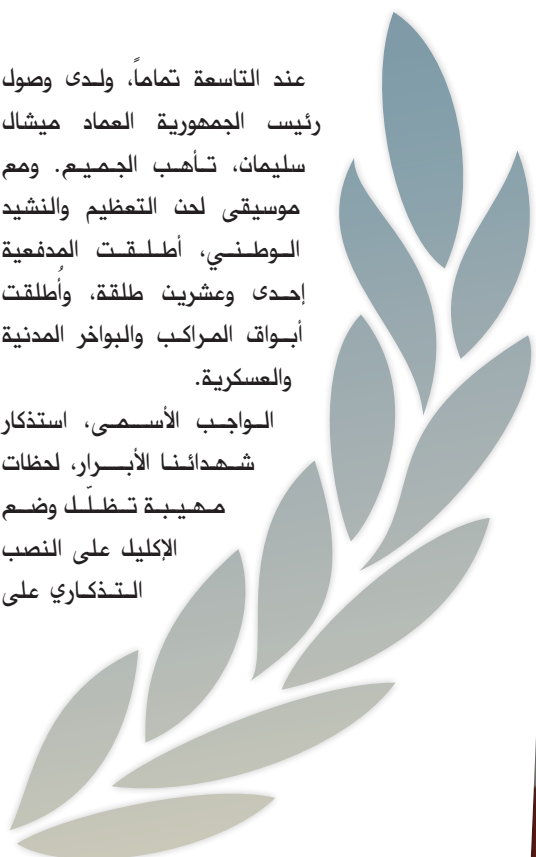 عند التاسعة تماماً، ولدى وصول
رئيس الجمهورية العماد ميشال
سليمان، تأهب الجميع. ومع
موسيقى لحن التعظيم والنشيد
الوطني، أطلقت المدفعية
إحدى وعشرين طلقة، وأُطلقت
أبواق المراكب والبواخر المدنية
والعسكرية.
الواجب الأسمى، استذكار
شهدائنا الأبرار، لحظات
مهيبة تظلّل وضع
الإكليل على النصب
التذكاري على